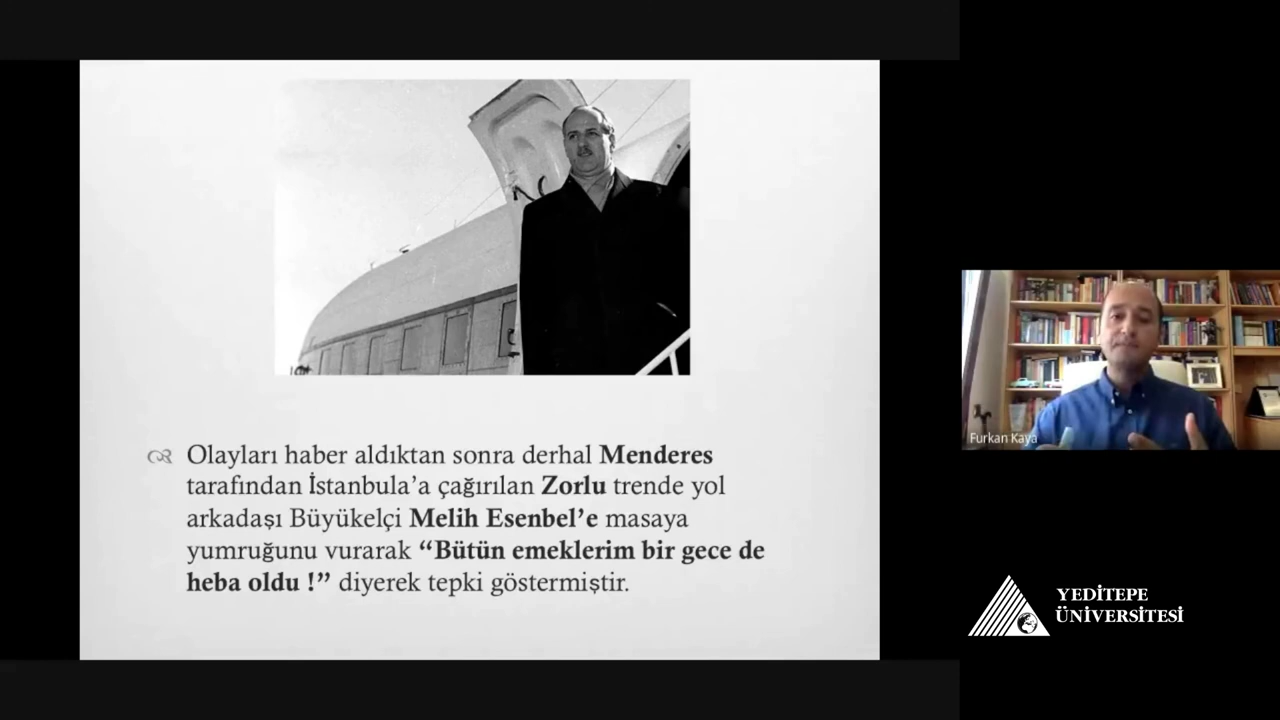 Olayları haber aldıktan sonra derhal Menderes
tarafından İstanbula’a çağırılan Zorlu trende yol
arkadaşı Büyükelçi Melih Esenbel’e masaya
yumruğunu vurarak “Bütün emeklerim bir gece de
heba oldu !” diyerek tepki göstermiştir.
Furkan Kaya
YEDİTEPE
ÜNİVERSİTESİ